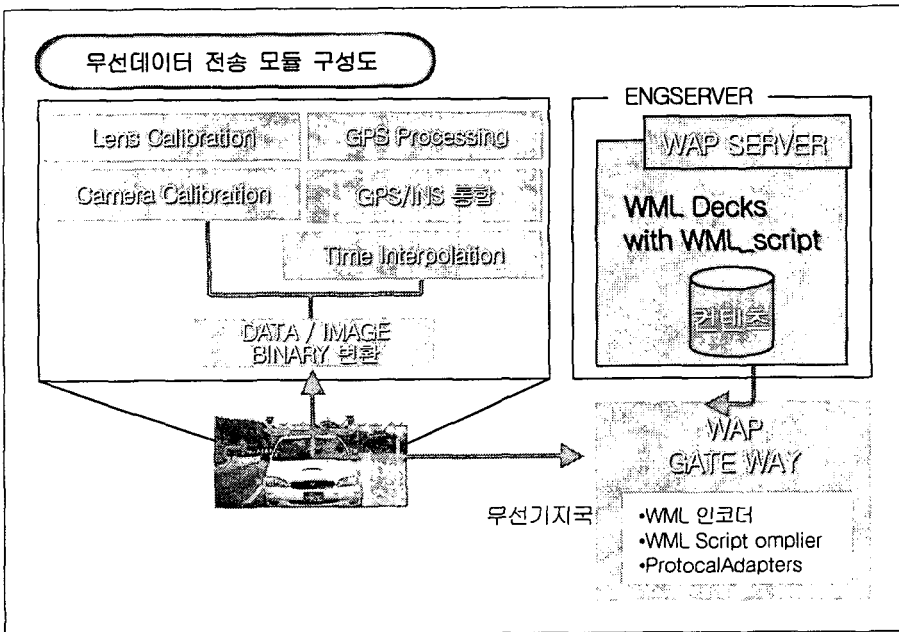 무선데이터 전송 모듈 구성도
Lens Calibration
GPS Processing
Camera Calibration
GPS/INS 통합
Time Interpolation
DATA / IMAGE
BINARY 변환
ENGSERVER
WAP SERVER
WML Decks
with WML_script
컨텐츠
WAP
GATE WAY
무선기지국
•WML 인코더
•WML Script omplier
•ProtocalAdapters